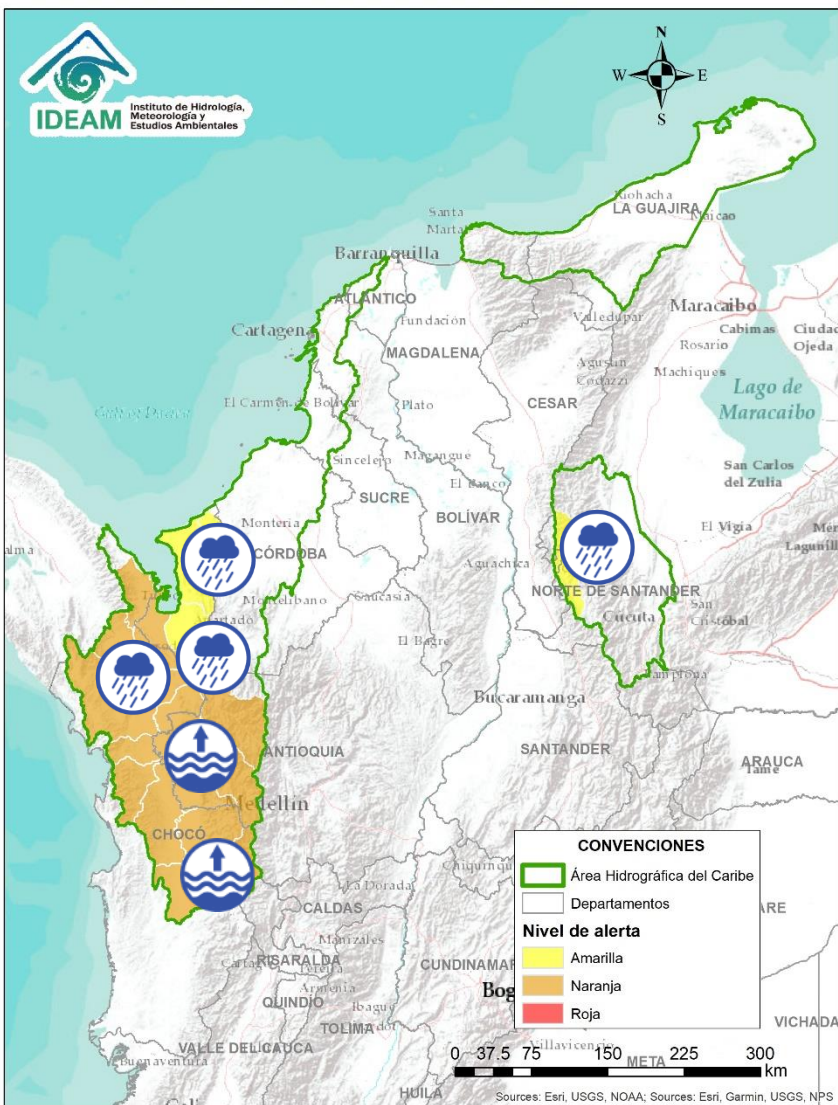 IDEAM
Instituto de Hidrología,
Meteorología y
Estudios Ambientales
N
W
E
S
Riohacha
LA GUAJIRA
Maicao
Santa
Marta
Barranquilla
ATLÁNTICO
Maracaibo
Cabimas
Ciudad
Ojeda
Cartagena
Fundación
Valledupar
Rosario
MAGDALENA
Machiques
Agustín
Codazzi
Lago de
Maracaibo
El Carmen de Bolívar
Plato
CESAR
Sincelejo
Magangue
San Carlos
del Zulia
SUCRE
El Banco
BOLÍVAR
Montería
El Vigía
CÓRDOBA
Aguachica
NORTE DE SANTANDER
Montelibano
Caucasia
Cucuta
San
Cristóbal
El Bagre
Bucaramanga
ANTIOQUIA
SANTANDER
ARAUCA
Tame
Medellín
CHOCÓ
La Dorada
CALDAS
Manizales
RISARALDA
Pereira
Armenia
QUINDÍO
Ibague
TOLIMA
CUNDINAMAR
Bog
VALLE DEL CAUCA
Buenaventura
HUILA
Villavicencio
META
VICHADA
CONVENCIONES
Área Hidrográfica del Caribe
Departamentos
Nivel de alerta
Amarilla
Naranja
Roja
0 37.5 75 150 225 300
km
Sources: Esri, USGS, NOAA; Sources: Esri, Garmin, USGS, NPS